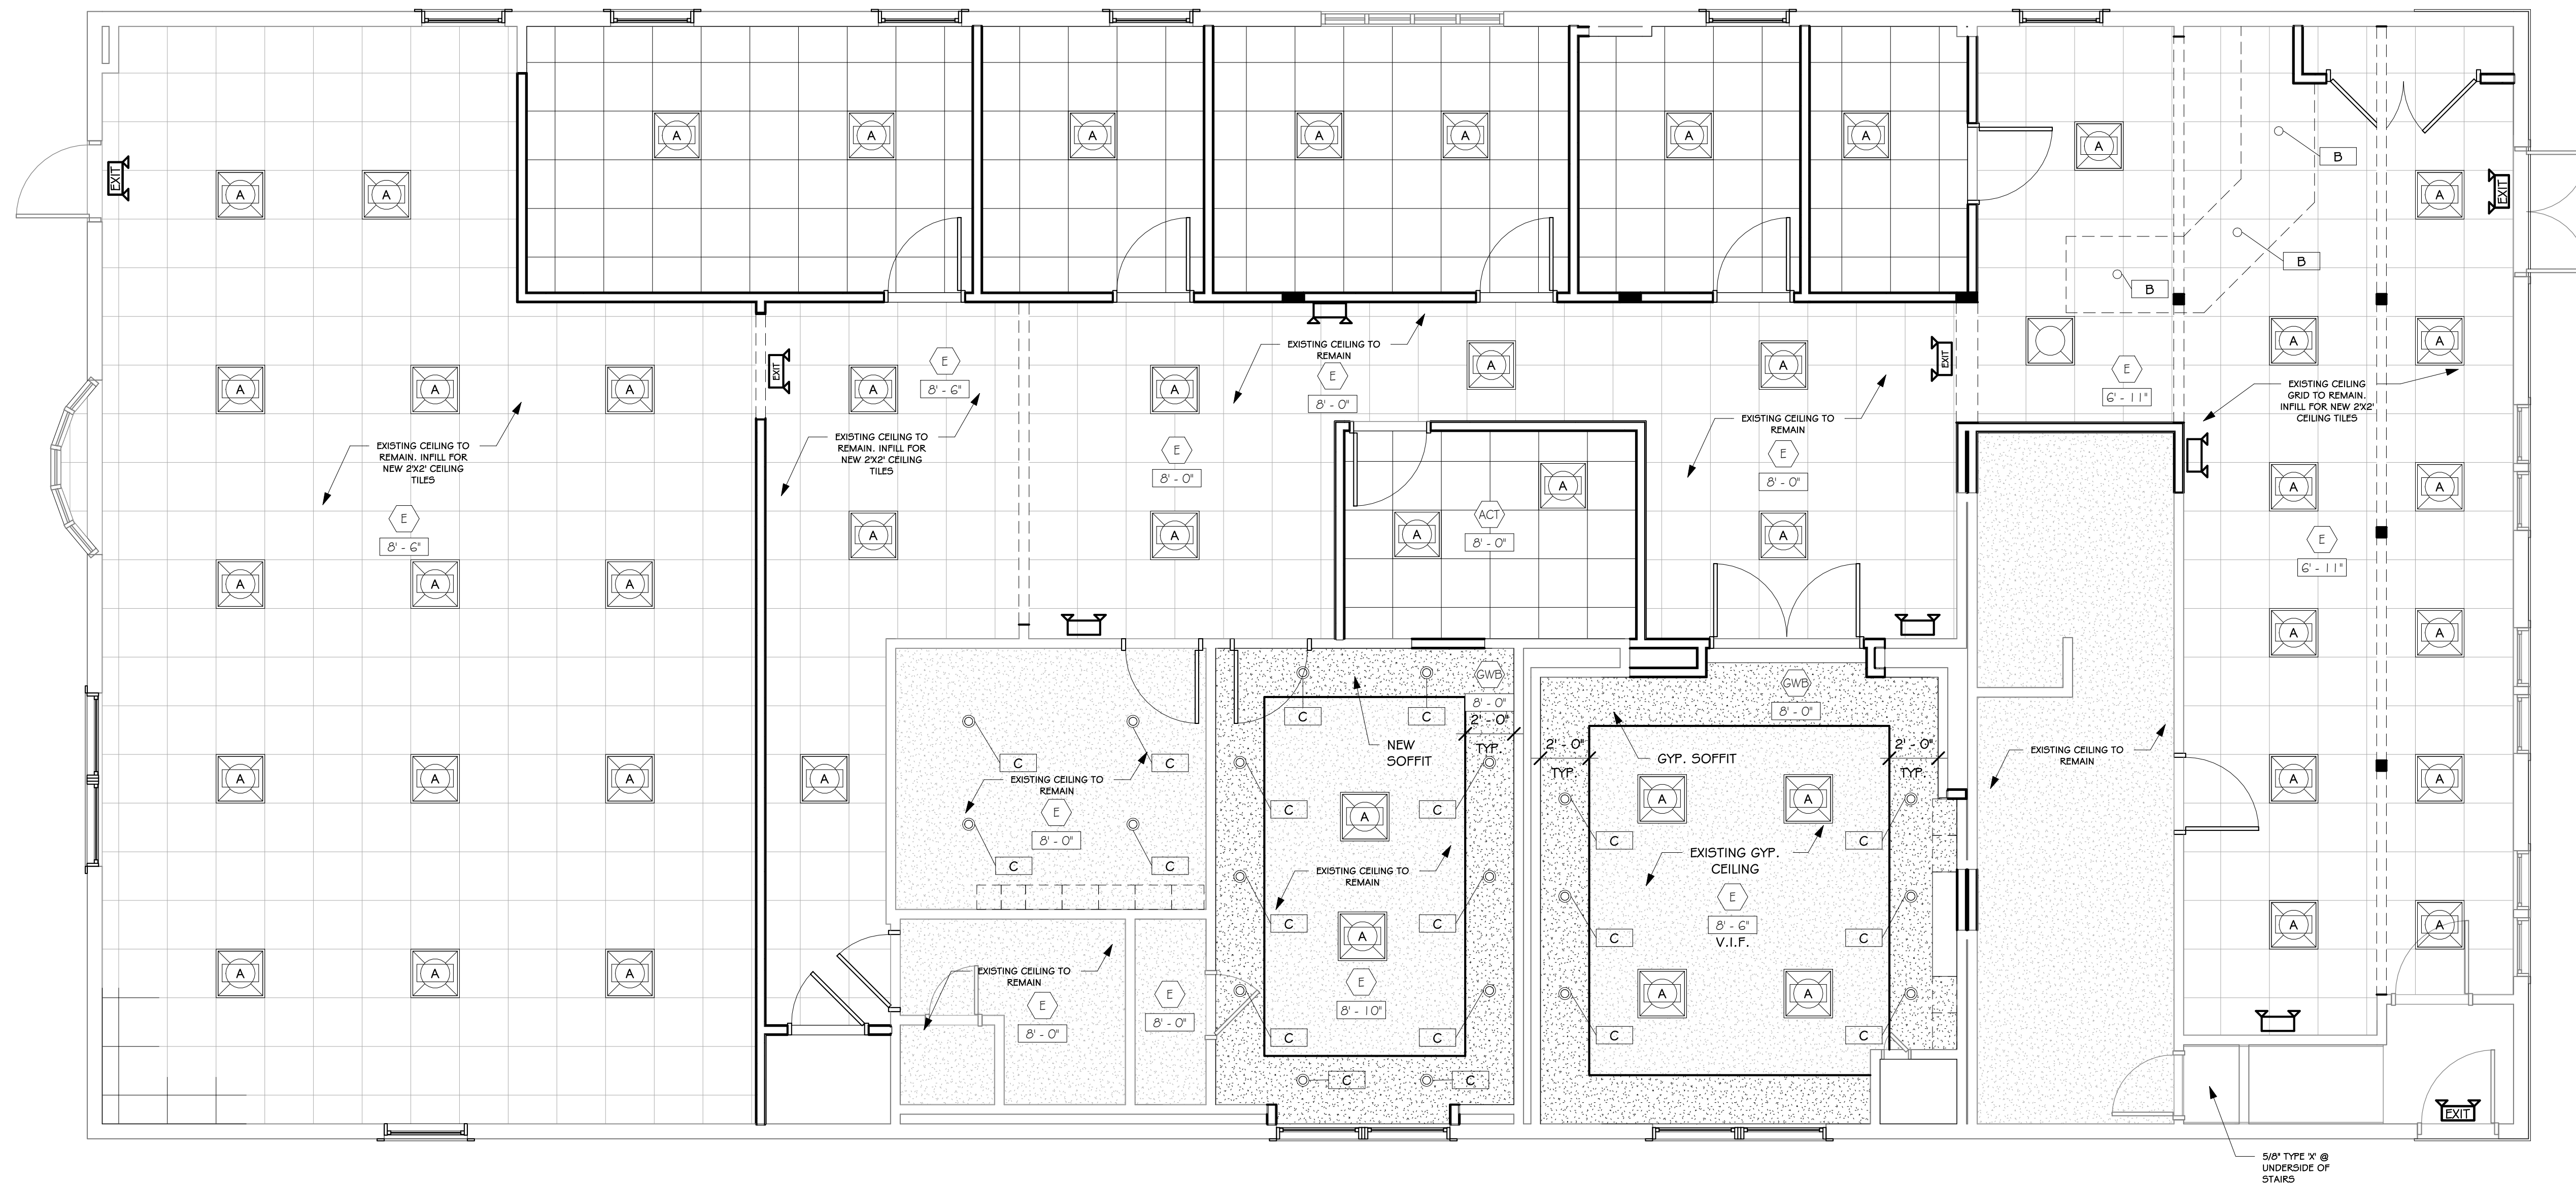 A
A
A
A
A
A
A
A
EXIT
A
A
B
A
EXIT
B
B
EXISTING CEILING TO
REMAIN
E
8' - 0"
A
A
EXIT
A
A
A
EXIT
E
8' - 6"
A
A
A
A
A
E
6' - 11"
EXISTING CEILING
GRID TO REMAIN.
INFILL FOR NEW 2'X2'
CEILING TILES
EXISTING CEILING TO
REMAIN. INFILL FOR
NEW 2'X2' CEILING
TILES
EXISTING CEILING TO
REMAIN. INFILL FOR
NEW 2'X2' CEILING
TILES
E
8' - 0"
EXISTING CEILING TO
REMAIN
E
8' - 0"
A
A
A
A
E
8' - 6"
A
A
A
ACT
8' - 0"
A
E
6' - 11"
A
A
A
A
A
GWB
8' - 0"
2' - 0"
TYP.
GWB
8' - 0"
NEW
SOFFIT
GYP. SOFFIT
2' - 0"
TYP.
2' - 0"
TYP.
C
C
C
C
EXISTING CEILING TO
REMAIN
E
8' - 0"
C
C
A
A
A
A
A
A
EXISTING CEILING TO
REMAIN
C
C
A
A
A
C
C
EXISTING GYP.
CEILING
E
8' - 6"
V.I.F.
EXISTING CEILING TO
REMAIN
C
C
A
C
C
A
A
A
A
A
EXISTING CEILING TO
REMAIN
E
8' - 0"
E
8' - 0"
E
8' - 10"
A
A
C
C
C
C
C
C
EXIT
5/8" TYPE 'X' @
UNDERSIDE OF
STAIRS